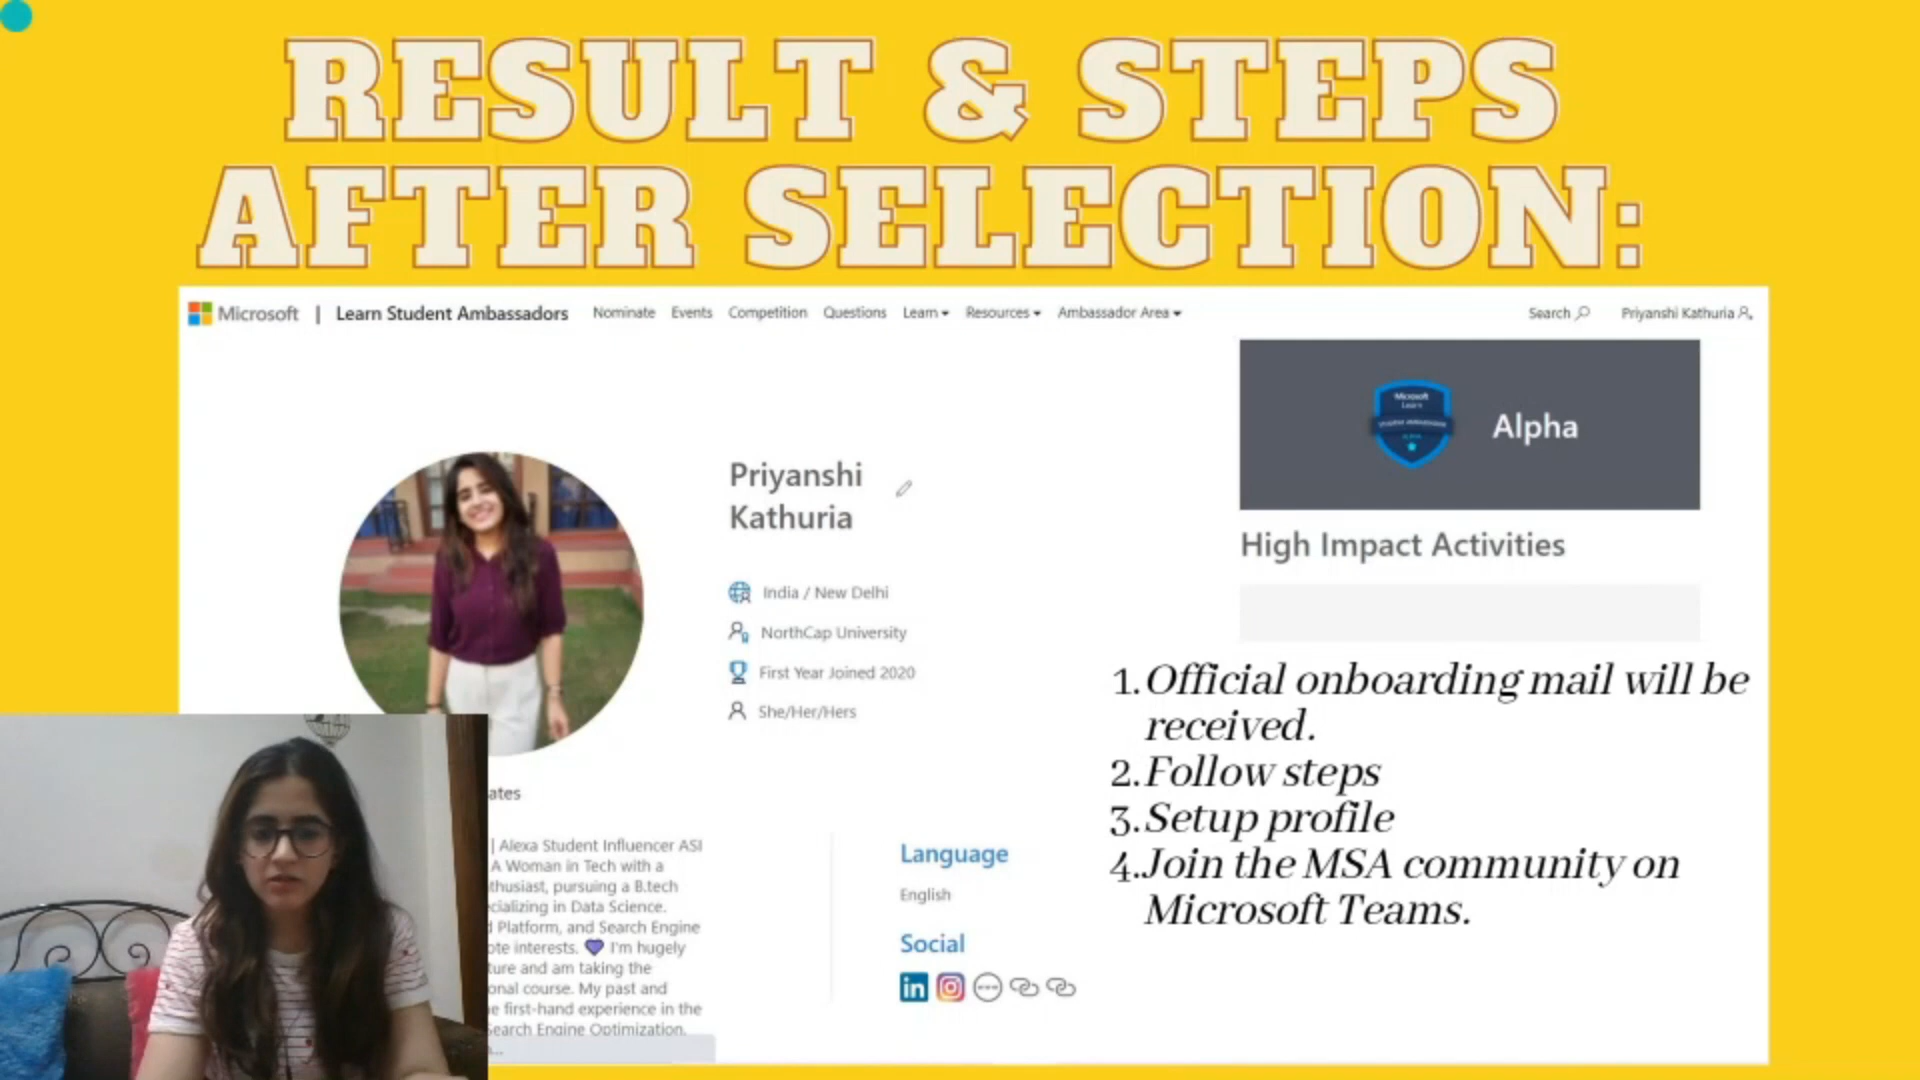 RESULT & STEPS
AFTER SELECTION:
Microsoft | Learn Student Ambassadors Nominate Events Competition Questions Learn Resources Ambassador Area Search Priyanshi Kathuria
Microsoft
Learn
Alpha
Priyanshi
Kathuria
High Impact Activities
India / New Delhi
NorthCap University
First Year Joined 2020
She/Her/Hers
1. Official onboarding mail will be
received.
2. Follow steps
3. Setup profile
4. Join the MSA community on
Microsoft Teams.
ates
| Alexa Student Influencer ASI
A Woman in Tech with a
thusiast, pursuing a B.tech
cializing in Data Science.
d Platform, and Search Engine
ote interests. 💜 I'm hugely
ture and am taking the
onal course. My past and
e first-hand experience in the
Search Engine Optimization.
...
Language
English
Social
in